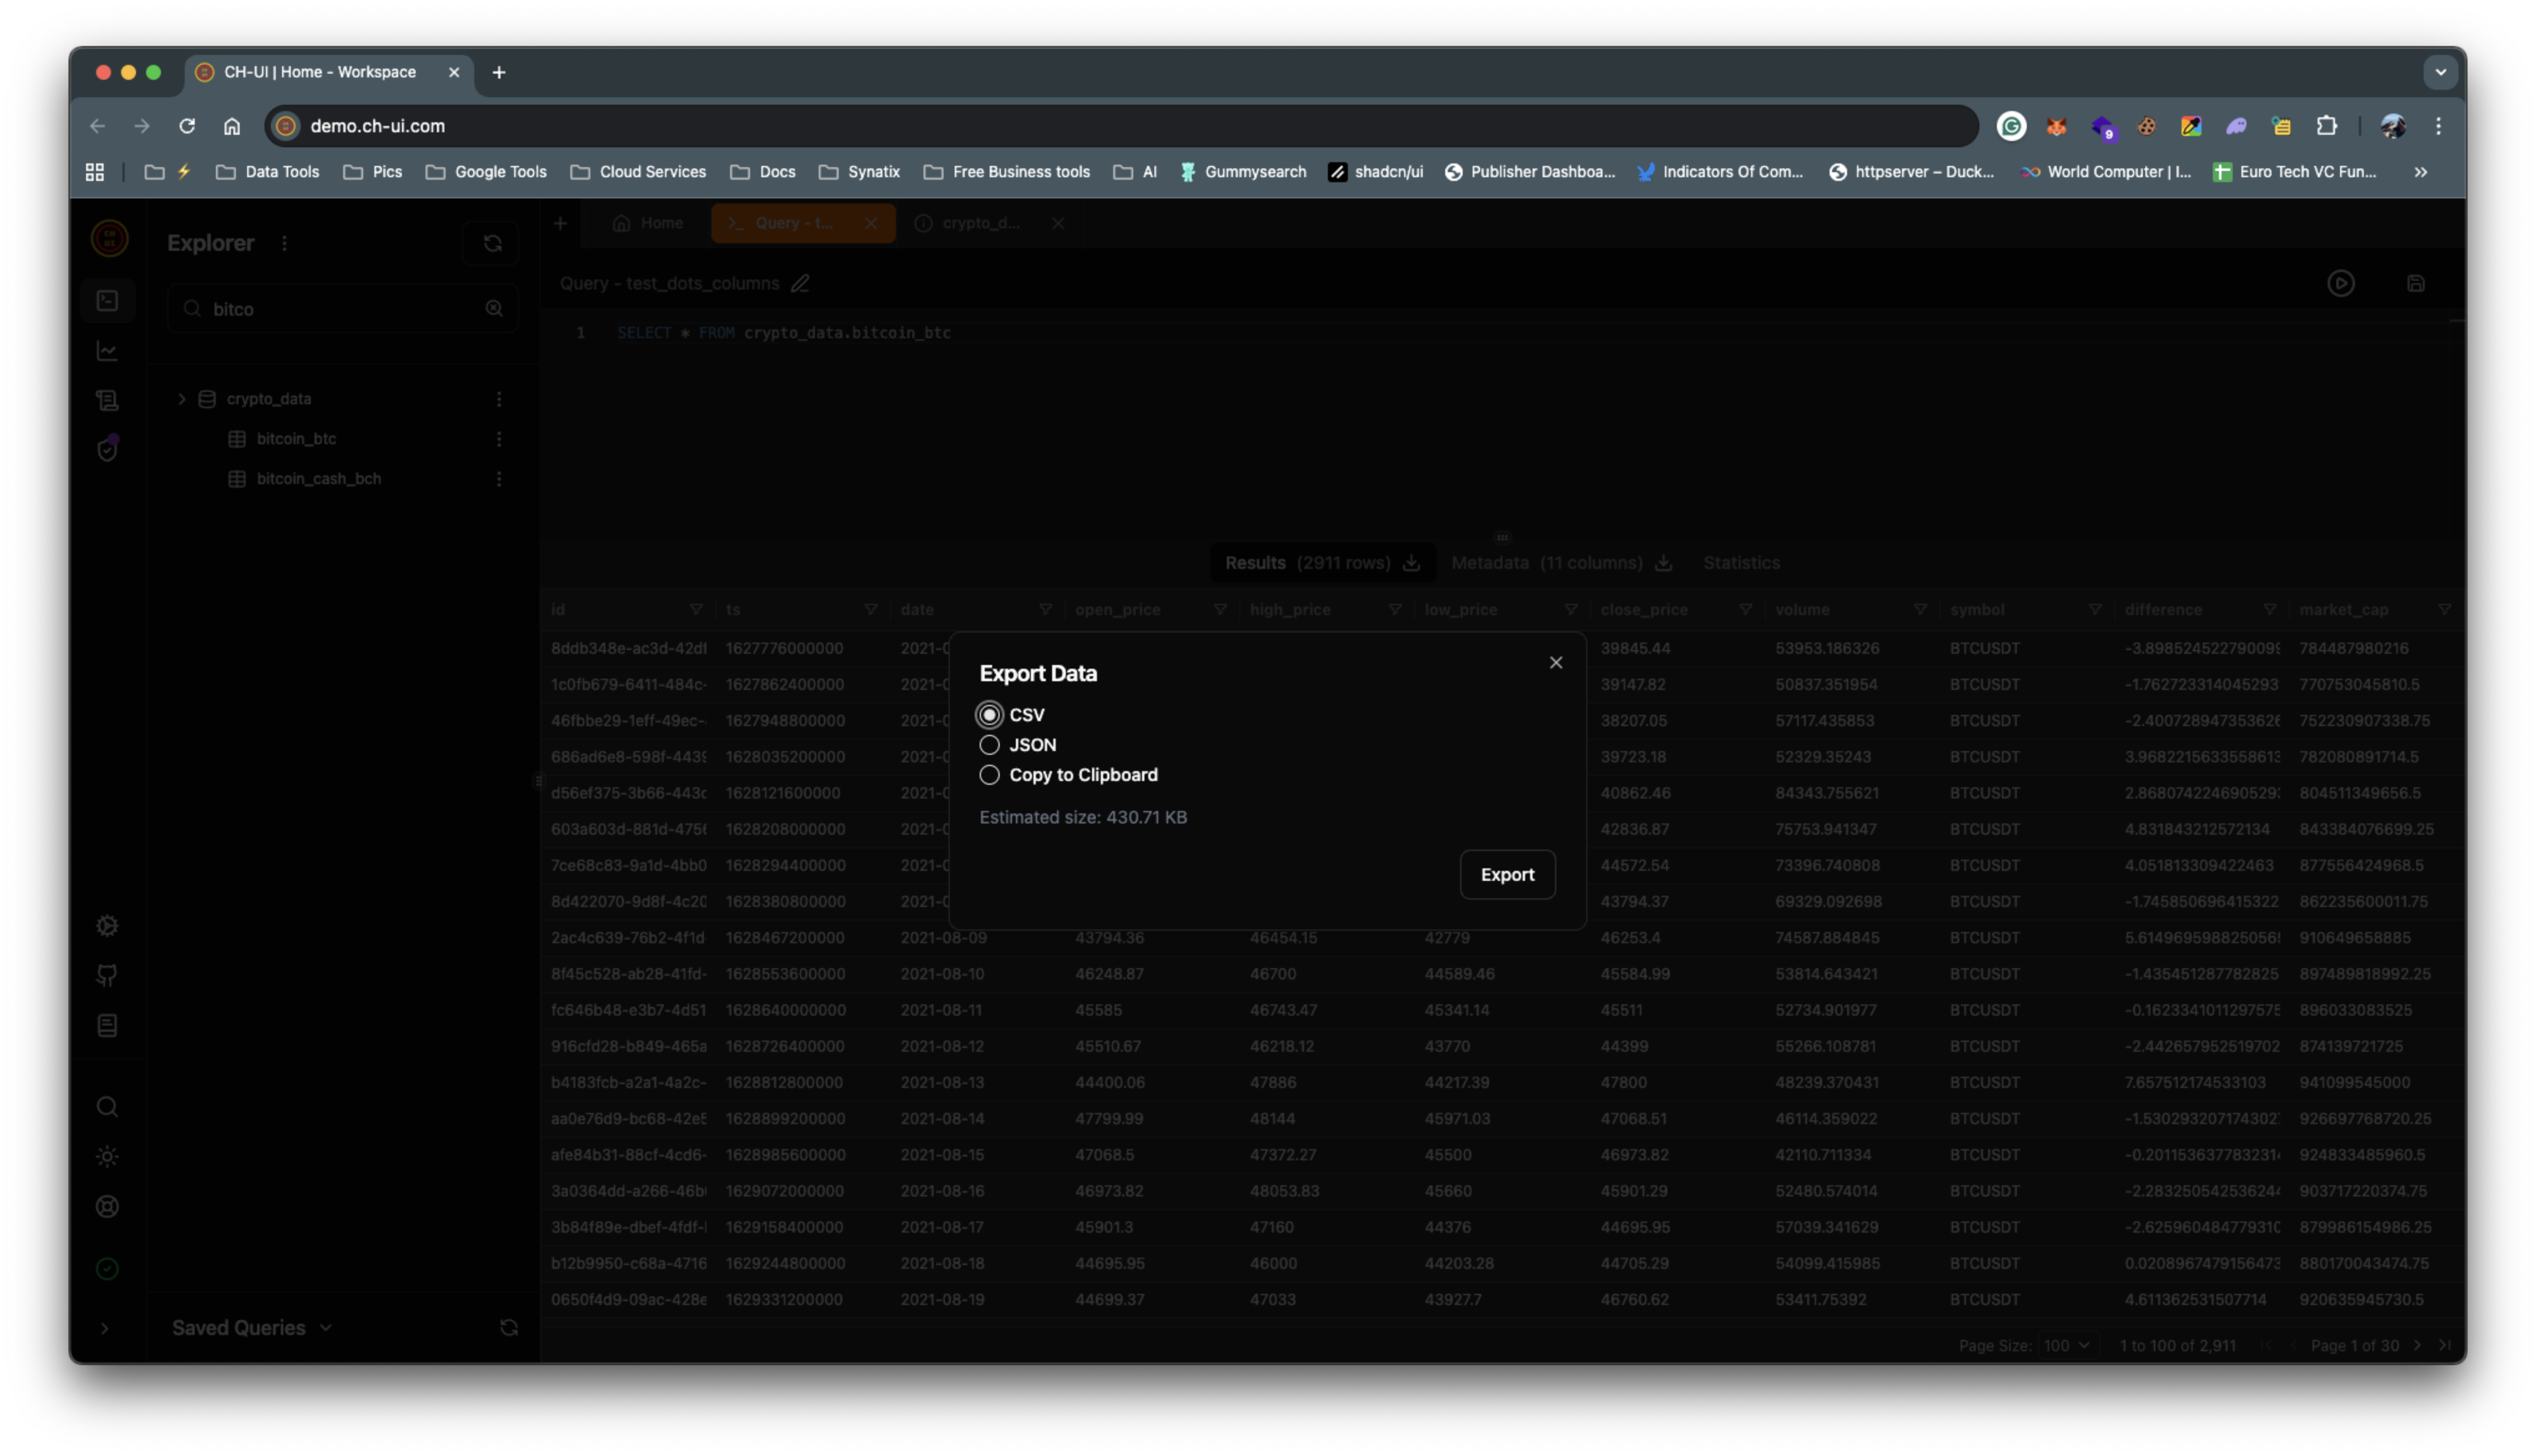 CH-UI | Home - Workspace
demo.ch-ui.com
9
Data Tools Pics Google Tools Cloud Services Docs Synatix Free Business tools AI Gummysearch shadcn/ui Publisher Dashboa... Indicators Of Com... httpserver – Duck... World Computer | I... Euro Tech VC Fun...
CH UI
Explorer
bitco
crypto_data
bitcoin_btc
bitcoin_cash_bch
Saved Queries
Home Query - t... crypto_d...
Query - test_dots_columns
1 SELECT * FROM crypto_data.bitcoin_btc
Results (2911 rows) Metadata (11 columns) Statistics
id ts date open_price high_price low_price close_price volume symbol difference market_cap
8ddb348e-ac3d-42df 1627776000000 2021-0 39845.44 53953.186326 BTCUSDT -3.898524522790099 784487980216
1c0fb679-6411-484c- 1627862400000 2021-0 39147.82 50837.351954 BTCUSDT -1.762723314045293 770753045810.5
46fbbe29-1eff-49ec- 1627948800000 2021-0 38207.05 57117.435853 BTCUSDT -2.400728947353626 752230907338.75
686ad6e8-598f-4439 1628035200000 2021-0 39723.18 52329.35243 BTCUSDT 3.9682215633558613 782080891714.5
d56ef375-3b66-443c 1628121600000 2021-0 40862.46 84343.755621 BTCUSDT 2.868074224690529 804511349656.5
603a603d-881d-4756 1628208000000 2021-0 42836.87 75753.941347 BTCUSDT 4.831843212572134 843384076699.25
7ce68c83-9a1d-4bb0 1628294400000 2021-0 44572.54 73396.740808 BTCUSDT 4.051813309422463 877556424968.5
8d422070-9d8f-4c20 1628380800000 2021-0 43794.37 69329.092698 BTCUSDT -1.745850696415322 862235600011.75
2ac4c639-76b2-4f1d 1628467200000 2021-08-09 43794.36 46454.15 42779 46253.4 74587.884845 BTCUSDT 5.614969598825056 910649658885
8f45c528-ab28-41fd- 1628553600000 2021-08-10 46248.87 46700 44589.46 45584.99 53814.643421 BTCUSDT -1.435451287782825 897489818992.25
fc646b48-e3b7-4d51 1628640000000 2021-08-11 45585 46743.47 45341.14 45511 52734.901977 BTCUSDT -0.162334101129757 896033083525
916cfd28-b849-465a 1628726400000 2021-08-12 45510.67 46218.12 43770 44399 55266.108781 BTCUSDT -2.442657952519702 874139721725
b4183fcb-a2a1-4a2c- 1628812800000 2021-08-13 44400.06 47886 44217.39 47800 48239.370431 BTCUSDT 7.657512174533103 941099545000
aa0e76d9-bc68-42e5 1628899200000 2021-08-14 47799.99 48144 45971.03 47068.51 46114.359022 BTCUSDT -1.530293207174302 926697768720.25
afe84b31-88cf-4cd6- 1628985600000 2021-08-15 47068.5 47372.27 45500 46973.82 42110.711334 BTCUSDT -0.201153637783231 924833485960.5
3a0364dd-a266-46b 1629072000000 2021-08-16 46973.82 48053.83 45660 45901.29 52480.574014 BTCUSDT -2.283250542536244 903717220374.75
3b84f89e-dbef-4fdf- 1629158400000 2021-08-17 45901.3 47160 44376 44695.95 57039.341629 BTCUSDT -2.625960484779310 879986154986.25
b12b9950-c68a-4716 1629244800000 2021-08-18 44695.95 46000 44203.28 44705.29 54099.415985 BTCUSDT 0.020896747915647 880170043474.75
0650f4d9-09ac-428e 1629331200000 2021-08-19 44699.37 47033 43927.7 46760.62 53411.75392 BTCUSDT 4.611362531507714 920635945730.5
Page Size: 100 1 to 100 of 2,911 Page 1 of 30
Export Data
CSV
JSON
Copy to Clipboard
Estimated size: 430.71 KB
Export